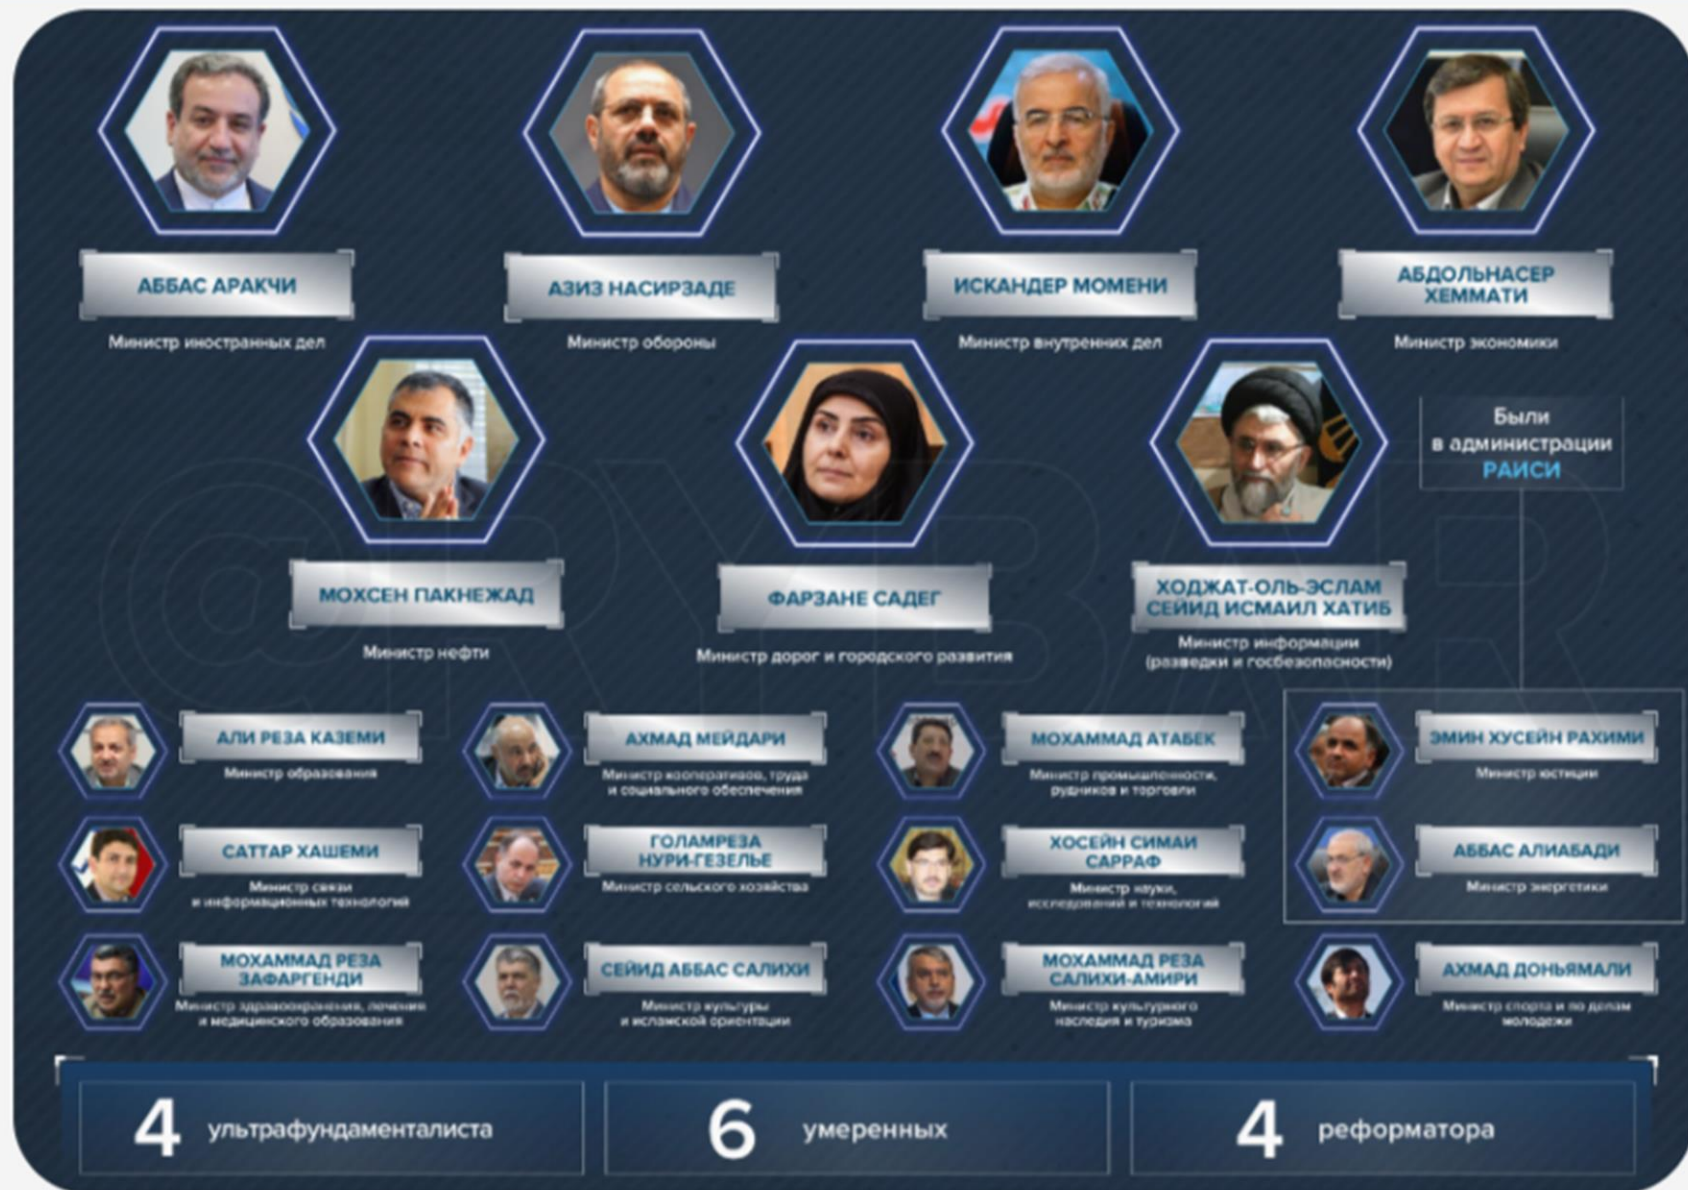 АББАС АРАКЧИ
Министр иностранных дел
АЗИЗ НАСИРЗАДЕ
Министр обороны
ИСКАНДЕР МОМЕНИ
Министр внутренних дел
АБДОЛЬНАСЕР
ХЕММАТИ
Министр экономики
МОХСЕН ПАКНЕЖАД
Министр нефти
ФАРЗАНЕ САДЕГ
Министр дорог и городского развития
ХОДЖАТ-ОЛЬ-ЭСЛАМ
СЕЙИД ИСМАИЛ ХАТИБ
Министр информации
(разведки и госбезопасности)
Были
в администрации
РАИСИ
@RYBAR
АЛИ РЕЗА КАЗЕМИ
Министр образования
АХМАД МЕЙДАРИ
Министр кооперативов, труда
и социального обеспечения
МОХАММАД АТАБЕК
Министр промышленности,
рудников и торговли
ЭМИН ХУСЕЙН РАХИМИ
Министр юстиции
САТТАР ХАШЕМИ
Министр связи
и информационных технологий
ГОЛАМРЕЗА
НУРИ-ГЕЗЕЛЬЕ
Министр сельского хозяйства
ХОСЕЙН СИМАИ
САРРАФ
Министр науки,
исследований и технологий
АББАС АЛИАБАДИ
Министр энергетики
МОХАММАД РЕЗА
ЗАФАРГЕНДИ
Министр здравоохранения, лечения
и медицинского образования
СЕЙИД АББАС САЛИХИ
Министр культуры
и исламской ориентации
МОХАММАД РЕЗА
САЛИХИ-АМИРИ
Министр культурного
наследия и туризма
АХМАД ДОНЬЯМАЛИ
Министр спорта и по делам
молодежи
4 ультрафундаменталиста
6 умеренных
4 реформатора